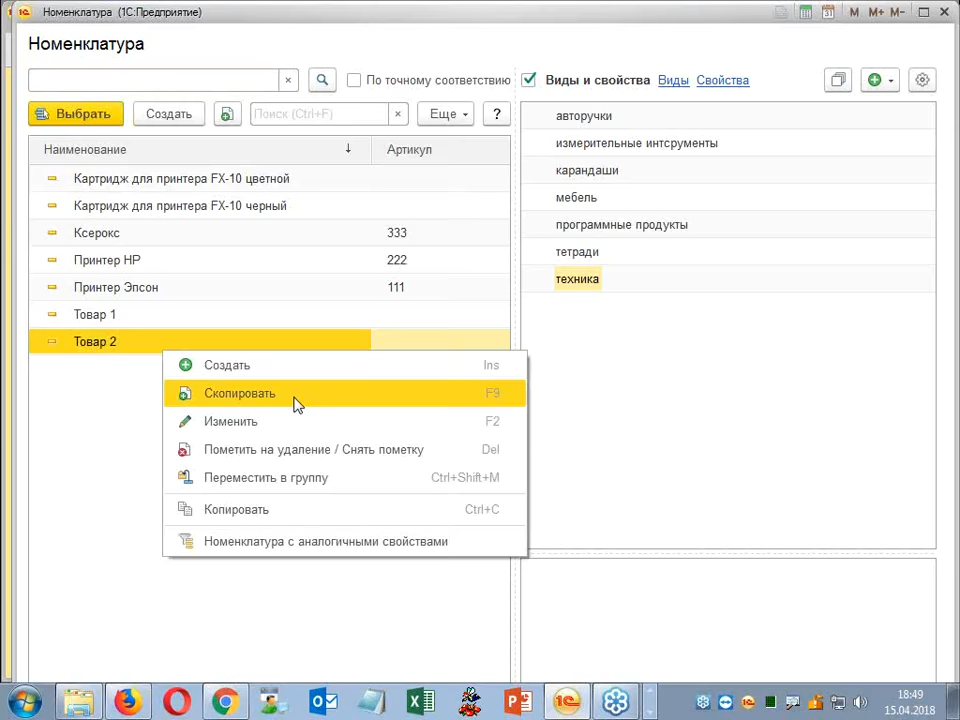 Номенклатура (1С:Предприятие)
M M+ M-
Номенклатура
По точному соответствию
Виды и свойства Виды Свойства
Выбрать Создать Поиск (Ctrl+F) Еще ?
Наименование Артикул
Картридж для принтера FX-10 цветной
Картридж для принтера FX-10 черный
Ксерокс 333
Принтер HP 222
Принтер Эпсон 111
Товар 1
Товар 2
авторучки
измерительные интсрументы
карандаши
мебель
программные продукты
тетради
техника
Создать Ins
Скопировать F9
Изменить F2
Пометить на удаление / Снять пометку Del
Переместить в группу Ctrl+Shift+M
Копировать Ctrl+C
Номенклатура с аналогичными свойствами
18:49
15.04.2018